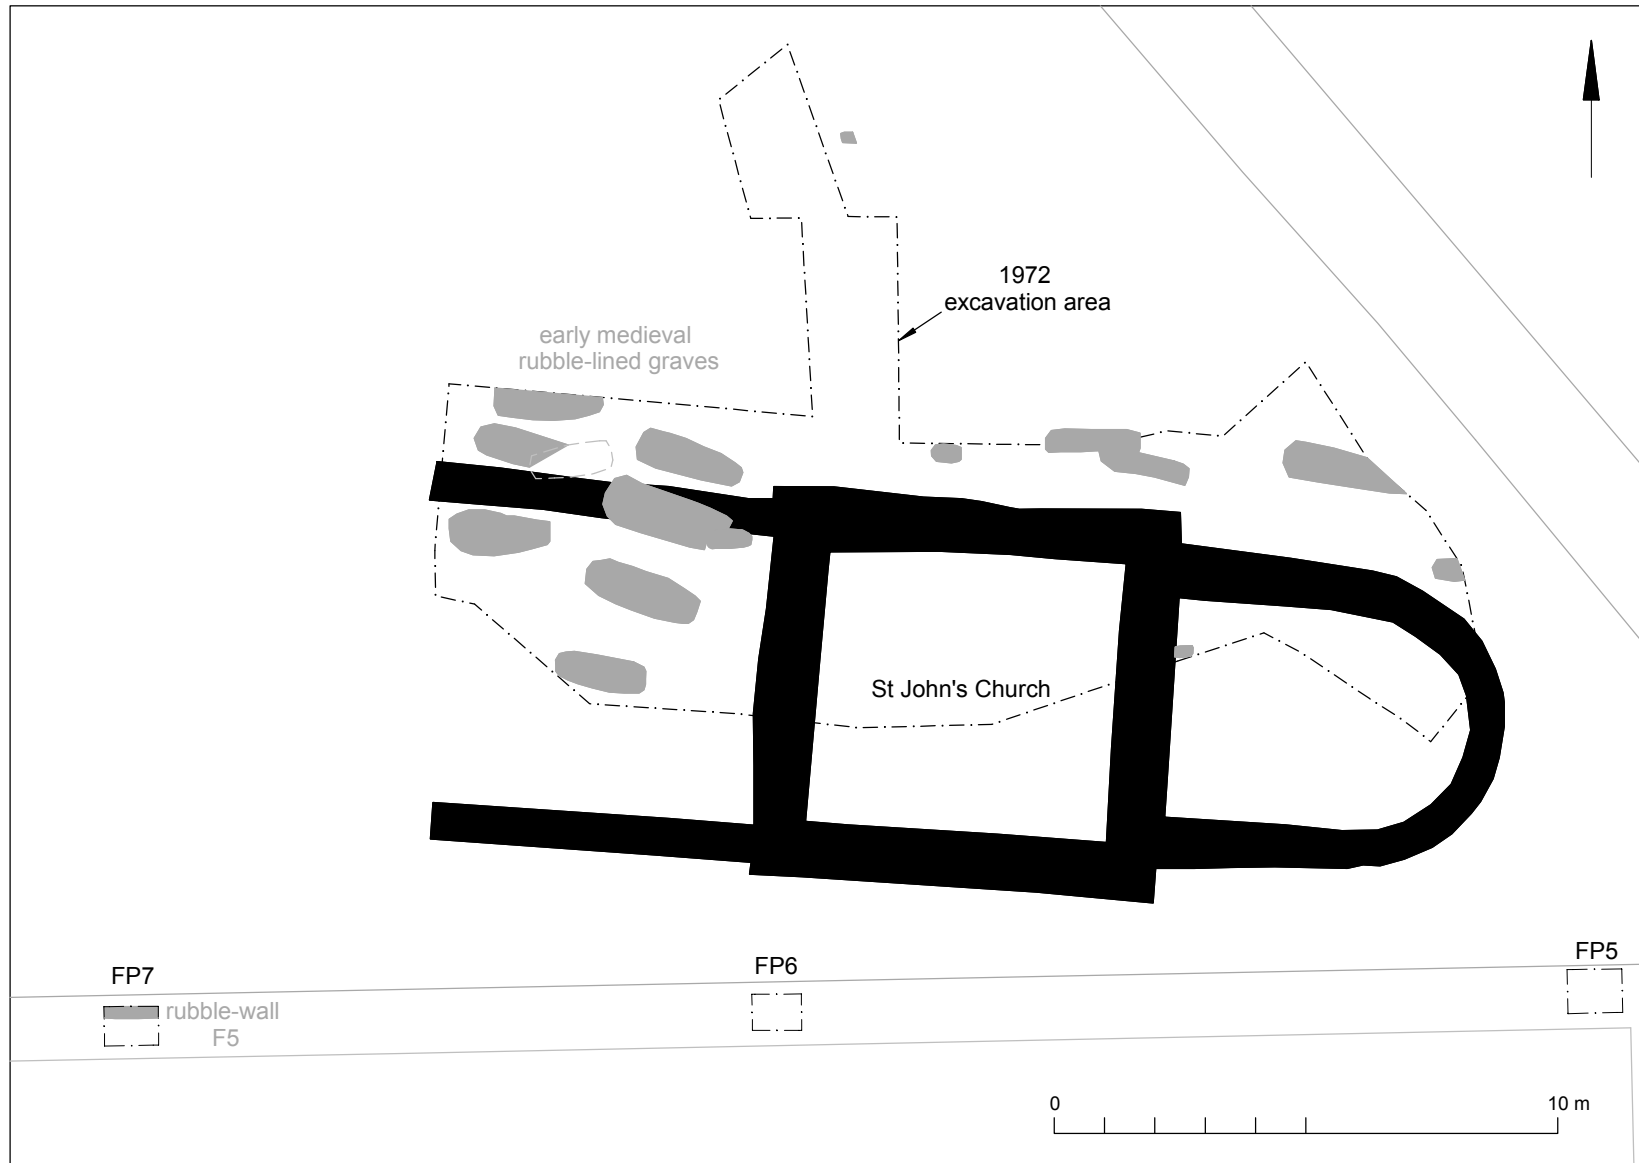 1972
excavation area
early medieval
rubble-lined graves
St John's Church
FP5
FP6
FP7
rubble-wall
F5
0
10 m